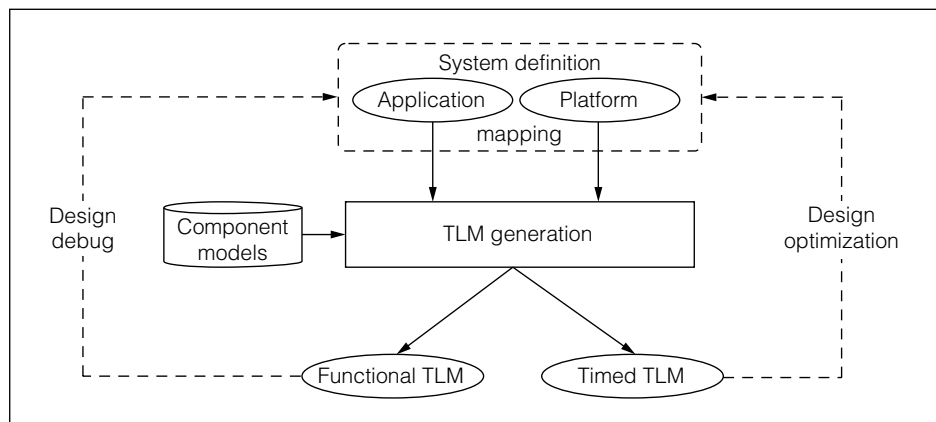 System definition
Application
Platform
mapping
Design
debug
Component
models
TLM generation
Design
optimization
Functional TLM
Timed TLM